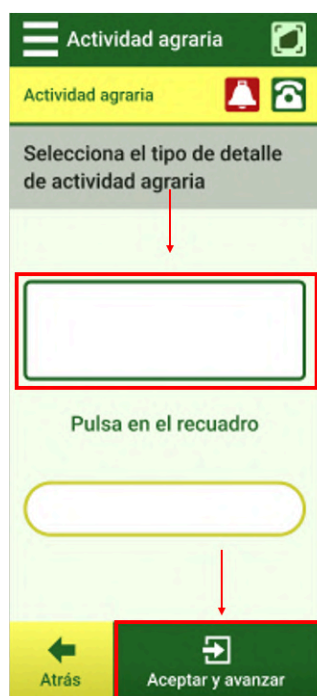 Actividad agraria
Actividad agraria
Selecciona el tipo de detalle
de actividad agraria
Pulsa en el recuadro
Atrás
Aceptar y avanzar